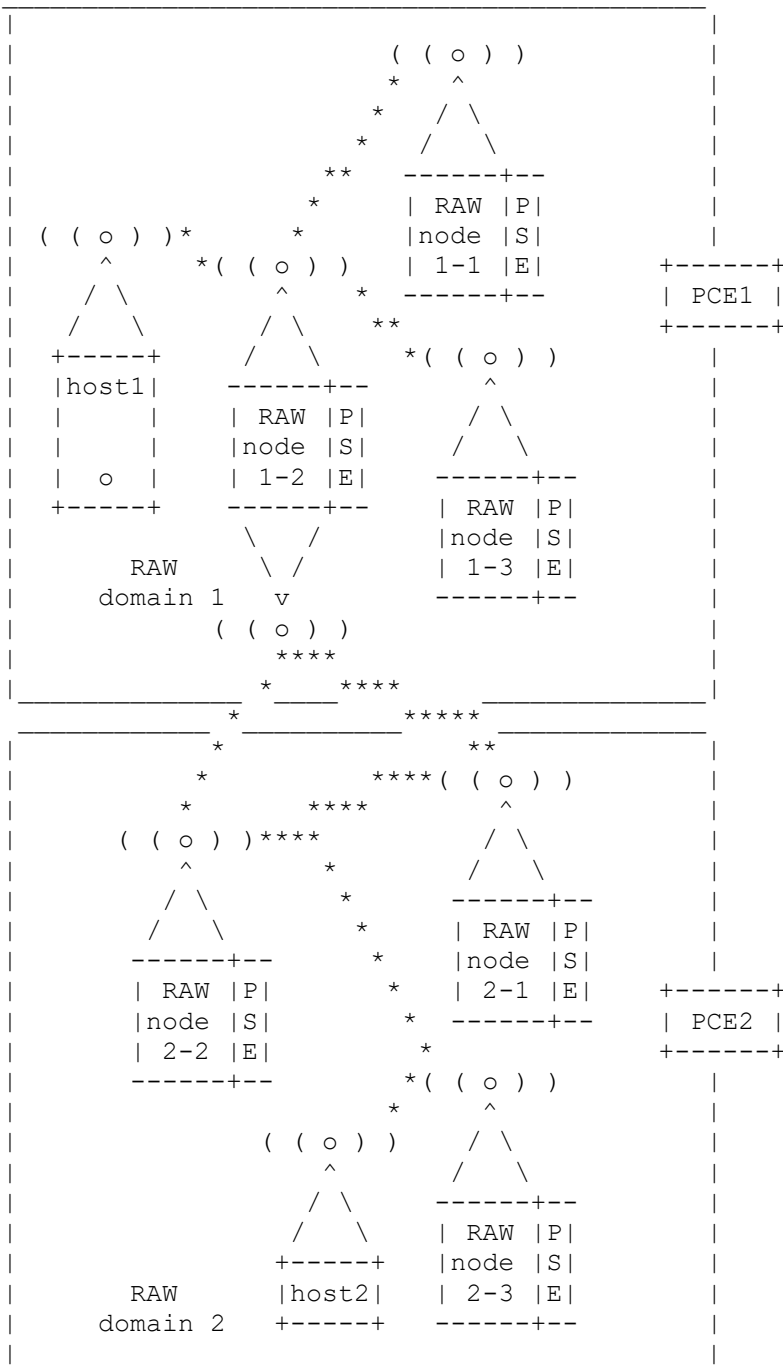 RAW |P|
node |S|
1-1 |E|
PCE1
host1
RAW |P|
node |S|
1-2 |E|
RAW |P|
node |S|
1-3 |E|
RAW
domain 1
RAW |P|
node |S|
2-1 |E|
RAW |P|
node |S|
2-2 |E|
PCE2
RAW |P|
node |S|
2-3 |E|
host2
RAW
domain 2